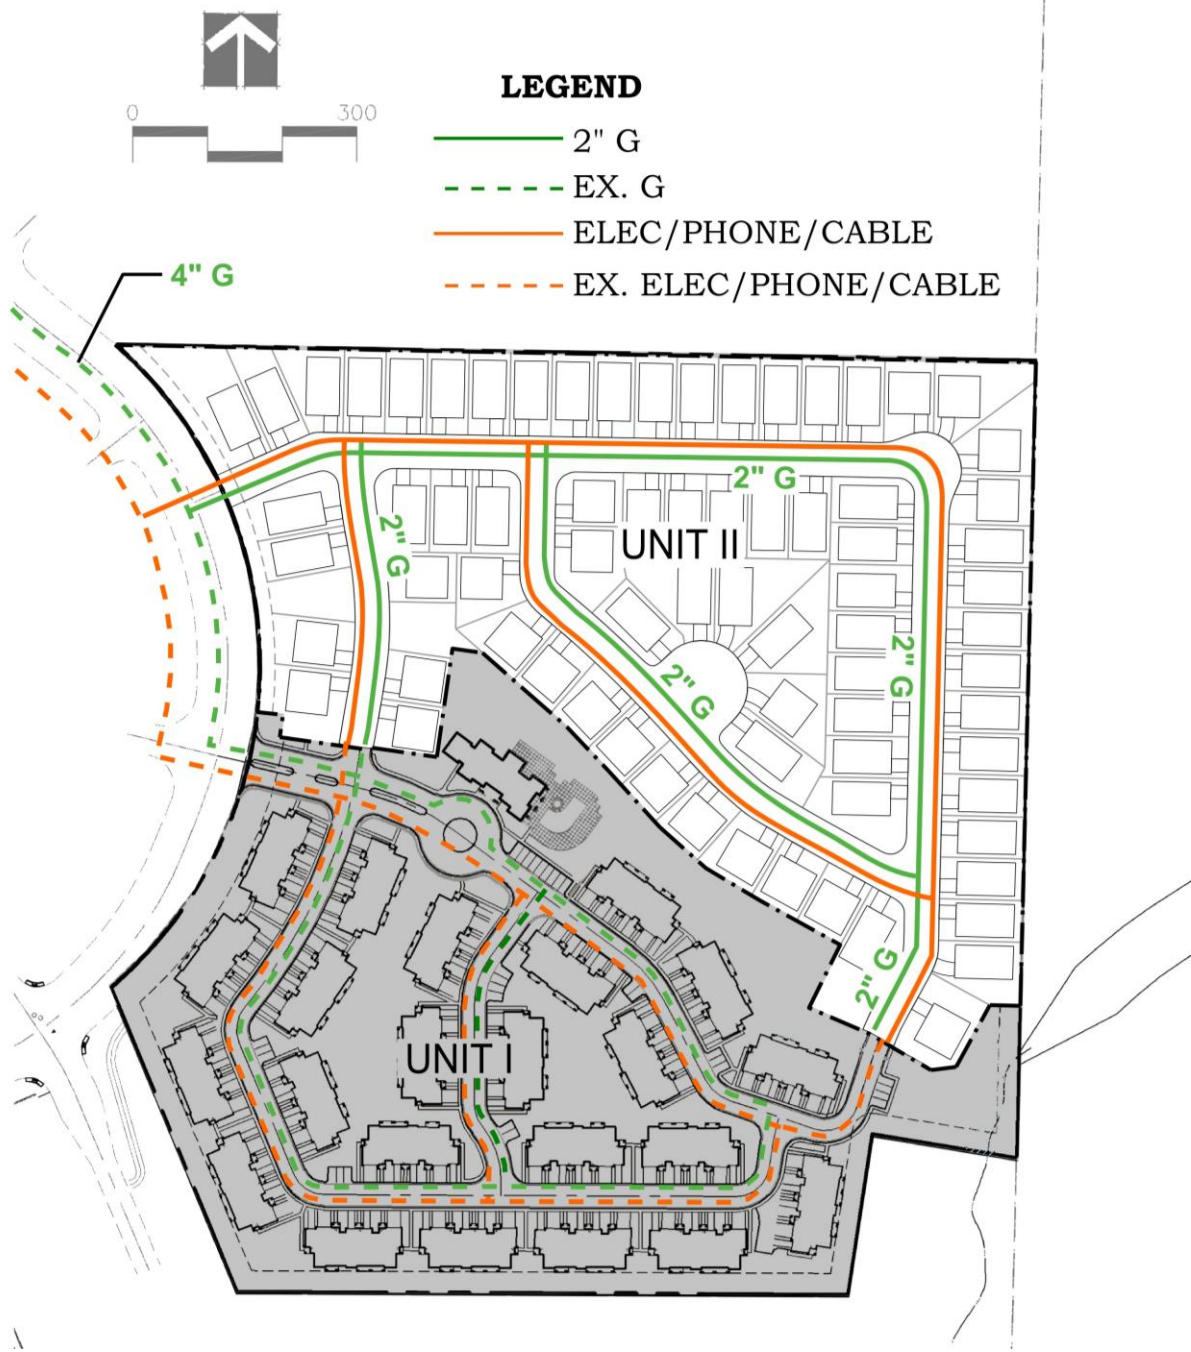 LEGEND
0 300
2" G
EX. G
ELEC/PHONE/CABLE
4" G
EX. ELEC/PHONE/CABLE
2" G
2" G
UNIT II
2" G
2" G
2" G
UNIT I